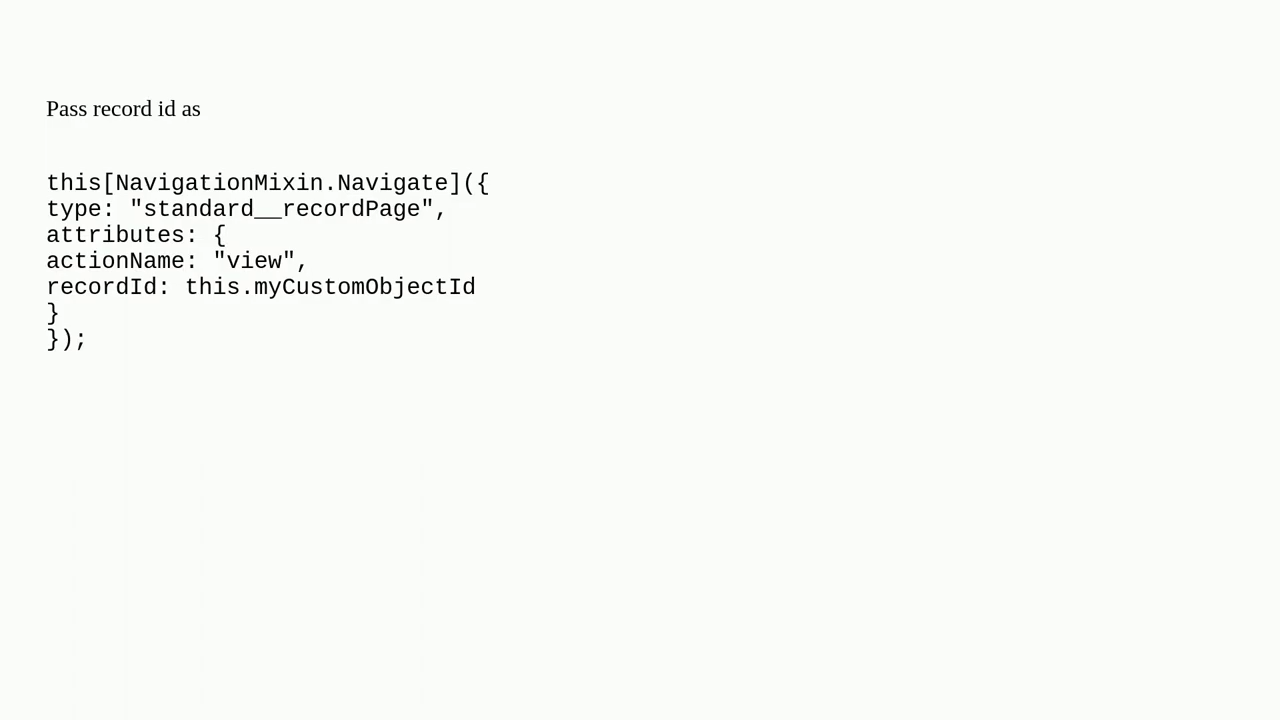 Pass record id as
this[NavigationMixin.Navigate]({
type: "standard__recordPage",
attributes: {
actionName: "view",
recordId: this.myCustomObjectId
}
});